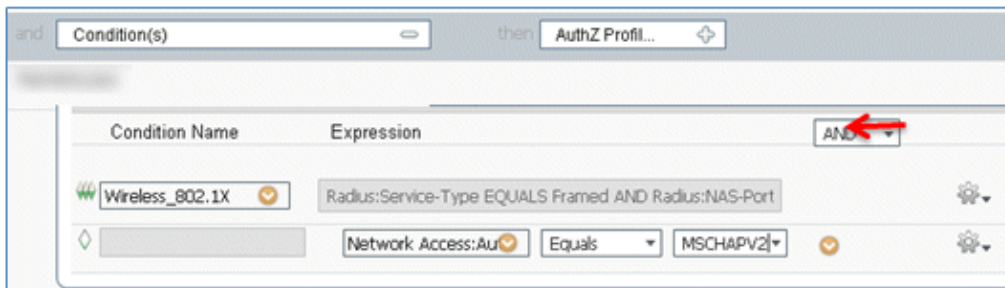 and Condition(s) then AuthZ Profil...
Condition Name Expression AND
Wireless_802.1X Radius:Service-Type EQUALS Framed AND Radius:NAS-Port
Network Access:Au Equals MSCHAPV2